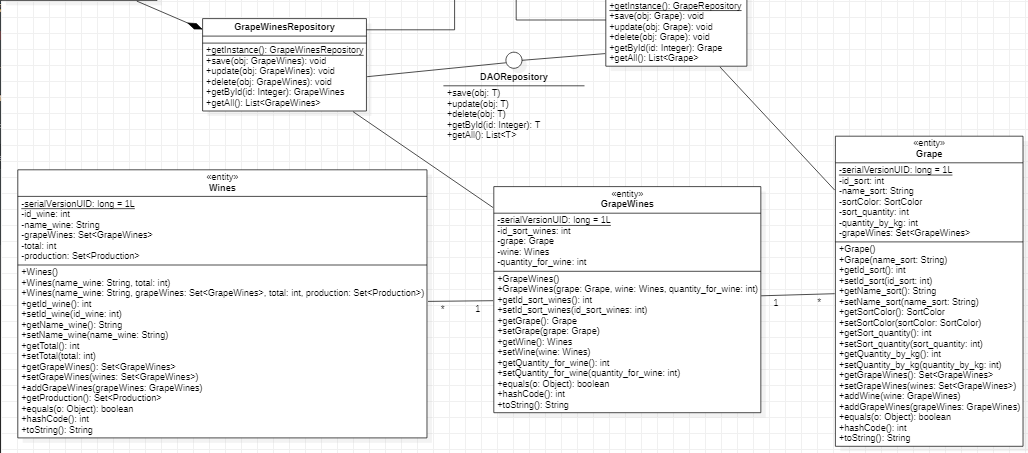 GrapeWinesRepository
+getInstance(): GrapeWinesRepository
+save(obj: GrapeWines): void
+update(obj: GrapeWines): void
+delete(obj: GrapeWines): void
+getById(id: Integer): GrapeWines
+getAll(): List<GrapeWines>
DAORepository
+save(obj: T)
+update(obj: T)
+delete(obj: T)
+getById(id: Integer): T
+getAll(): List<T>
+getInstance(): GrapeRepository
+save(obj: Grape): void
+update(obj: Grape): void
+delete(obj: Grape): void
+getById(id: Integer): Grape
+getAll(): List<Grape>
«entity»
Wines
-serialVersionUID: long = 1L
-id_wine: int
-name_wine: String
-grapeWines: Set<GrapeWines>
-total: int
-production: Set<Production>
+Wines()
+Wines(name_wine: String, total: int)
+Wines(name_wine: String, grapeWines: Set<GrapeWines>, total: int, production: Set<Production>)
+getId_wine(): int
+setId_wine(id_wine: int)
+getName_wine(): String
+setName_wine(name_wine: String)
+getTotal(): int
+setTotal(total: int)
+getGrapeWines(): Set<GrapeWines>
+setGrapeWines(wines: Set<GrapeWines>)
+addGrapeWines(grapeWines: GrapeWines)
+getProduction(): Set<Production>
+equals(o: Object): boolean
+hashCode(): int
+toString(): String
* 1
«entity»
GrapeWines
-serialVersionUID: long = 1L
-id_sort_wines: int
-grape: Grape
-wine: Wines
-quantity_for_wine: int
+GrapeWines()
+GrapeWines(grape: Grape, wine: Wines, quantity_for_wine: int)
+getId_sort_wines(): int
+setId_sort_wines(id_sort_wines: int)
+getGrape(): Grape
+setGrape(grape: Grape)
+getWine(): Wines
+setWine(wine: Wines)
+getQuantity_for_wine(): int
+setQuantity_for_wine(quantity_for_wine: int)
+equals(o: Object): boolean
+hashCode(): int
+toString(): String
1 *
«entity»
Grape
-serialVersionUID: long = 1L
-id_sort: int
-name_sort: String
-sortColor: SortColor
-sort_quantity: int
-quantity_by_kg: int
-grapeWines: Set<GrapeWines>
+Grape()
+Grape(name_sort: String)
+getId_sort(): int
+setId_sort(id_sort: int)
+getName_sort(): String
+setName_sort(name_sort: String)
+getSortColor(): SortColor
+setSortColor(sortColor: SortColor)
+getSort_quantity(): int
+setSort_quantity(sort_quantity: int)
+getQuantity_by_kg(): int
+setQuantity_by_kg(quantity_by_kg: int)
+getGrapeWines(): Set<GrapeWines>
+setGrapeWines(wines: Set<GrapeWines>)
+addWine(wine: GrapeWines)
+addGrapeWines(grapeWines: GrapeWines)
+equals(o: Object): boolean
+hashCode(): int
+toString(): String